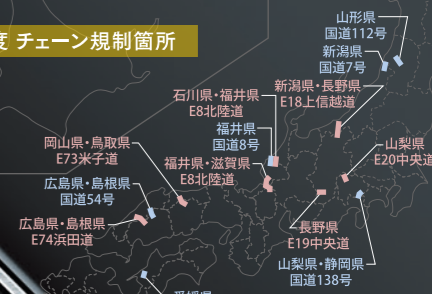 度 チェーン規制箇所
山形県
国道112号
新潟県
国道7号
新潟県・長野県
E18上信越道
石川県・福井県
E8北陸道
福井県
国道8号
岡山県・鳥取県
E73米子道
福井県・滋賀県
E8北陸道
山梨県
E20中央道
広島県・島根県
国道54号
広島県・島根県
E74浜田道
長野県
E19中央道
山梨県・静岡県
国道138号